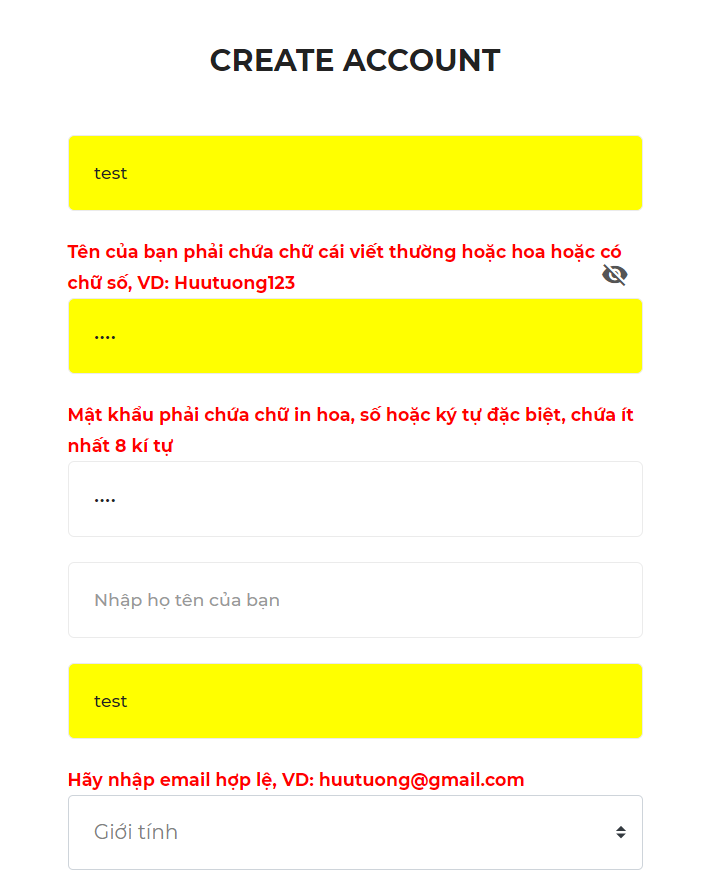 CREATE ACCOUNT
test
Tên của bạn phải chứa chữ cái viết thường hoặc hoa hoặc có
chữ số, VD: Huutuong123
....
Mật khẩu phải chứa chữ in hoa, số hoặc ký tự đặc biệt, chứa ít
nhất 8 kí tự
....
Nhập họ tên của bạn
test
Hãy nhập email hợp lệ, VD: huutuong@gmail.com
Giới tính